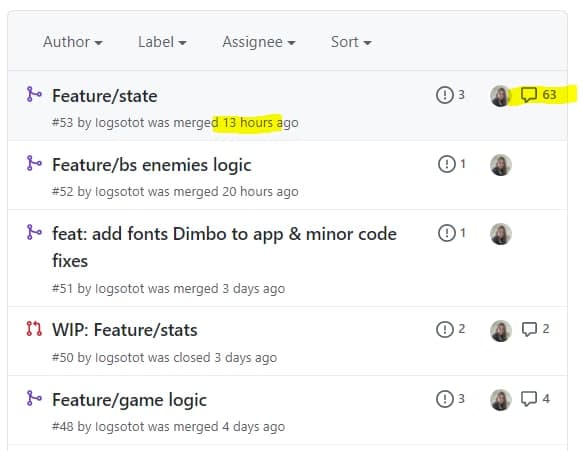 Author Label Assignee Sort
Feature/state 3 63
#53 by logsotot was merged 13 hours ago
Feature/bs enemies logic 1
#52 by logsotot was merged 20 hours ago
feat: add fonts Dimbo to app & minor code 1
fixes
#51 by logsotot was merged 3 days ago
WIP: Feature/stats 2 2
#50 by logsotot was closed 3 days ago
Feature/game logic 3 4
#48 by logsotot was merged 4 days ago